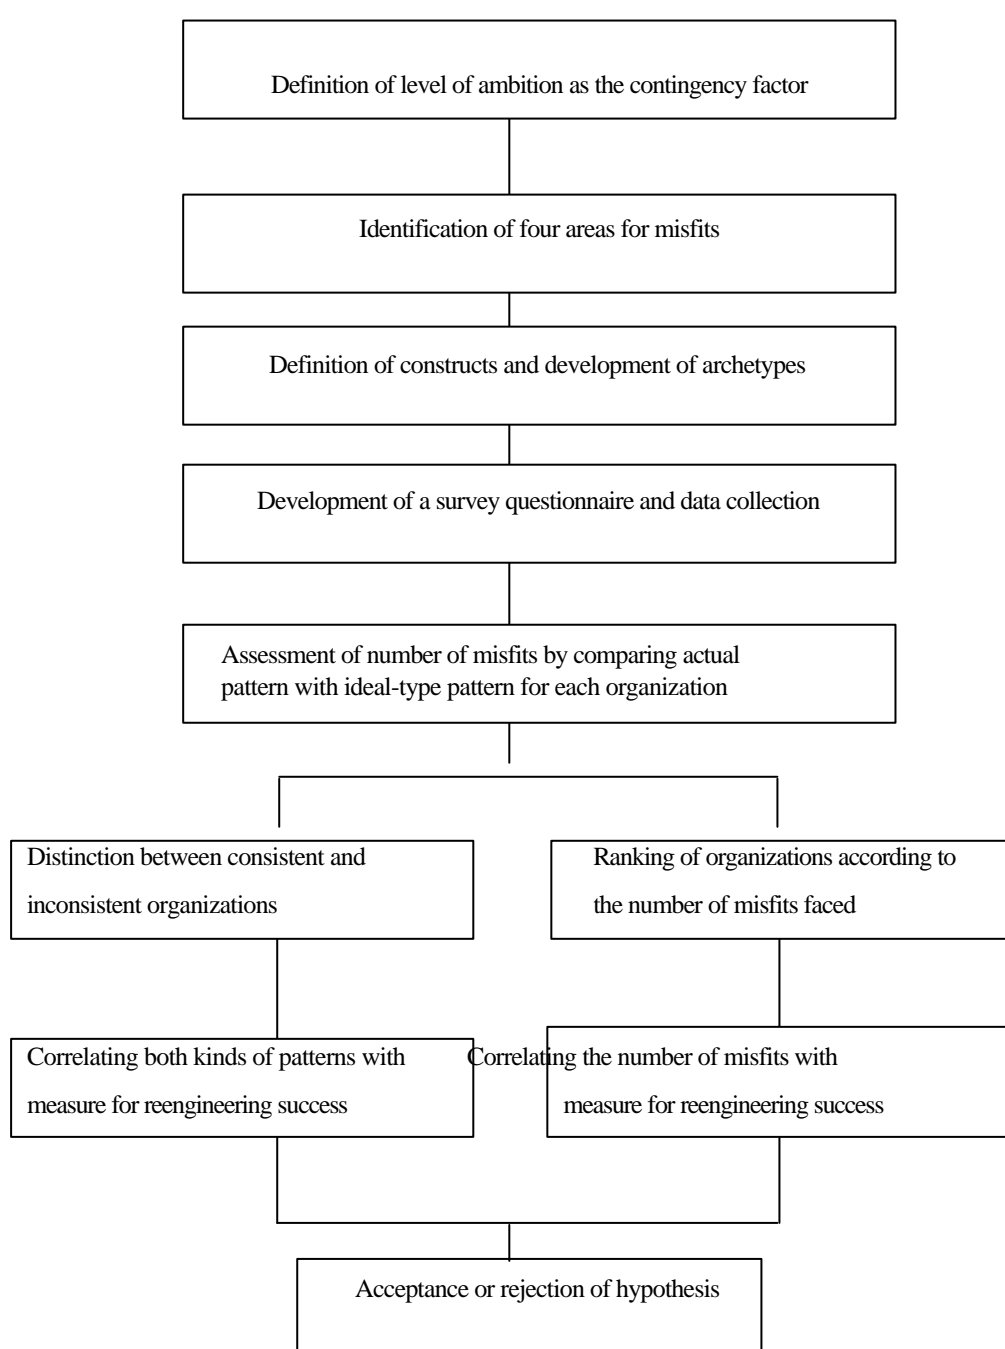 Definition of level of ambition as the contingency factor
Identification of four areas for misfits
Definition of constructs and development of archetypes
Development of a survey questionnaire and data collection
Assessment of number of misfits by comparing actual
pattern with ideal-type pattern for each organization
Distinction between consistent and
inconsistent organizations
Ranking of organizations according to
the number of misfits faced
Correlating both kinds of patterns with
measure for reengineering success
Correlating the number of misfits with
measure for reengineering success
Acceptance or rejection of hypothesis